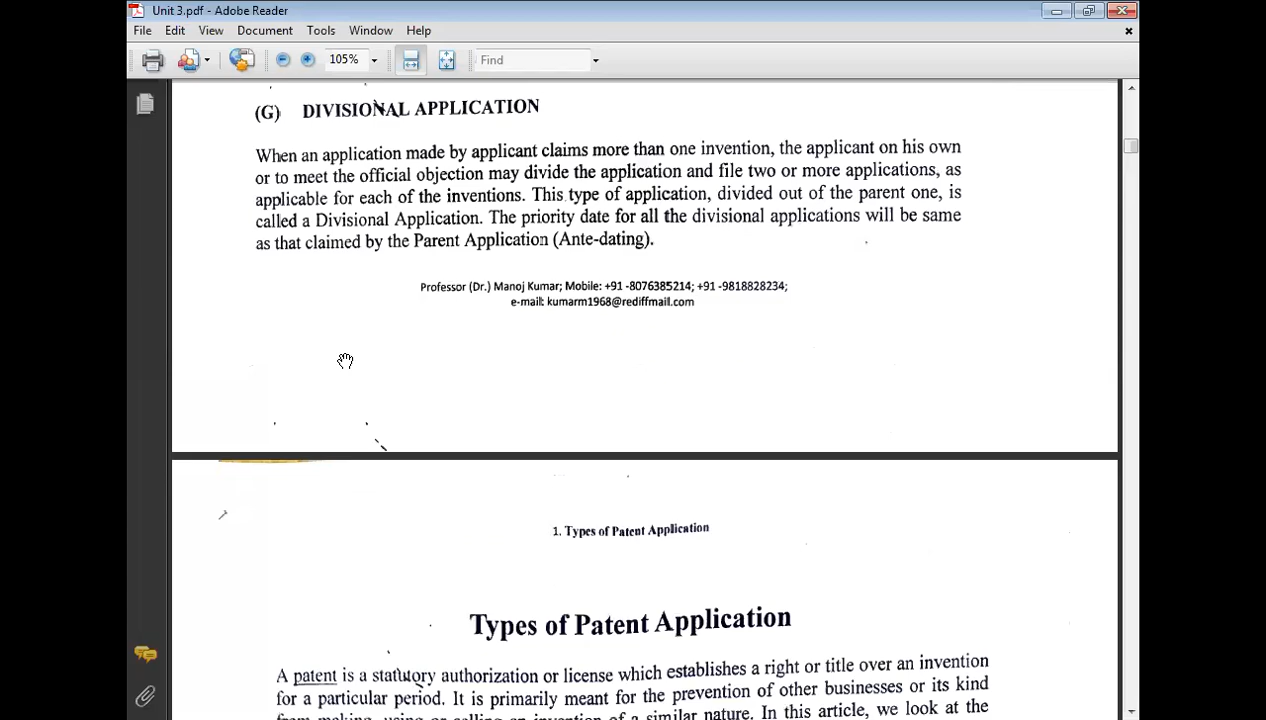 Unit 3.pdf - Adobe Reader
File Edit View Document Tools Window Help
105% Find
(G) DIVISIONAL APPLICATION
When an application made by applicant claims more than one invention, the applicant on his own
or to meet the official objection may divide the application and file two or more applications, as
applicable for each of the inventions. This type of application, divided out of the parent one, is
called a Divisional Application. The priority date for all the divisional applications will be same
as that claimed by the Parent Application (Ante-dating).
Professor (Dr.) Manoj Kumar; Mobile: +91 -8076385214; +91 -9818828234;
e-mail: kumarm1968@rediffmail.com
1. Types of Patent Application
Types of Patent Application
A patent is a statutory authorization or license which establishes a right or title over an invention
for a particular period. It is primarily meant for the prevention of other businesses or its kind
from making, using or selling an invention of a similar nature. In this article, we look at the